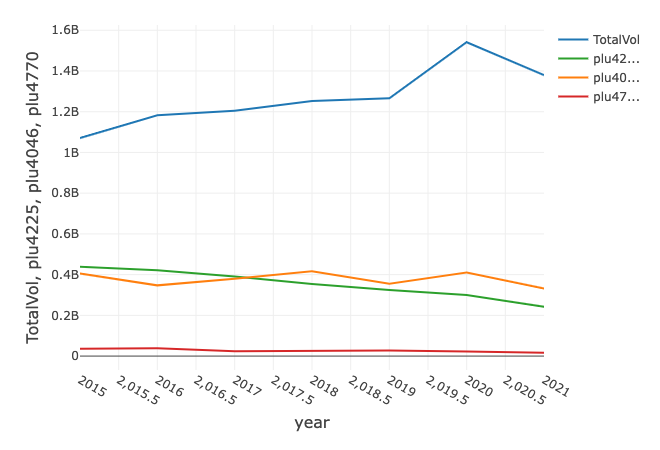 TotalVol, plu4225, plu4046, plu4770
1.6B
1.4B
1.2B
1B
0.8B
0.6B
0.4B
0.2B
0
2015
2,015.5
2016
2,016.5
2017
2,017.5
2018
2,018.5
2019
2,019.5
2020
2,020.5
2021
year
TotalVol
plu42...
plu40...
plu47...